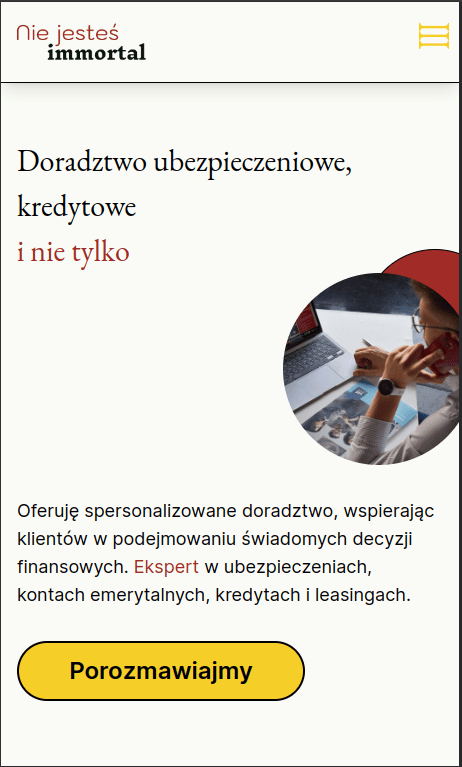 Nie jesteś
immortal
Doradztwo ubezpieczeniowe,
kredytowe
i nie tylko
Oferuję spersonalizowane doradztwo, wspierając
klientów w podejmowaniu świadomych decyzji
finansowych. Ekspert w ubezpieczeniach,
kontach emerytalnych, kredytach i leasingach.
Porozmawiajmy